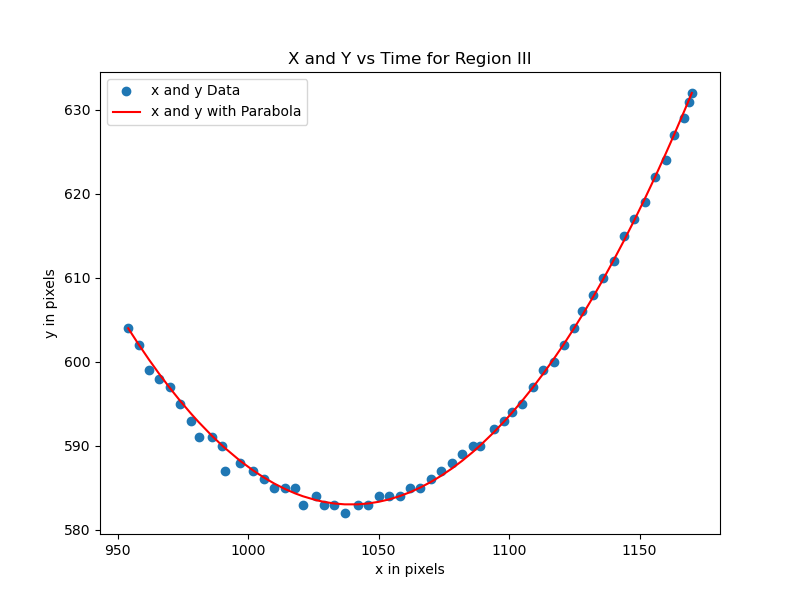 X and Y vs Time for Region III
x and y Data
x and y with Parabola
630
620
610
600
590
580
y in pixels
950
1000
1050
1100
1150
x in pixels